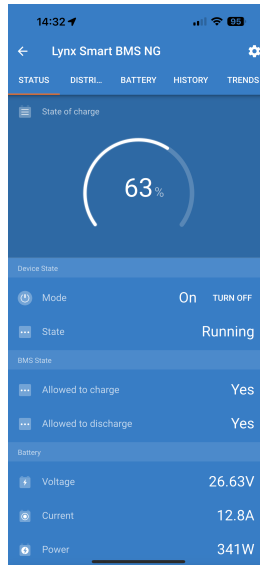 14:32 95
Lynx Smart BMS NG
STATUS DISTRI... BATTERY HISTORY TRENDS
State of charge
63%
Device State
Mode On TURN OFF
State Running
BMS State
Allowed to charge Yes
Allowed to discharge Yes
Battery
Voltage 26.63V
Current 12.8A
Power 341W